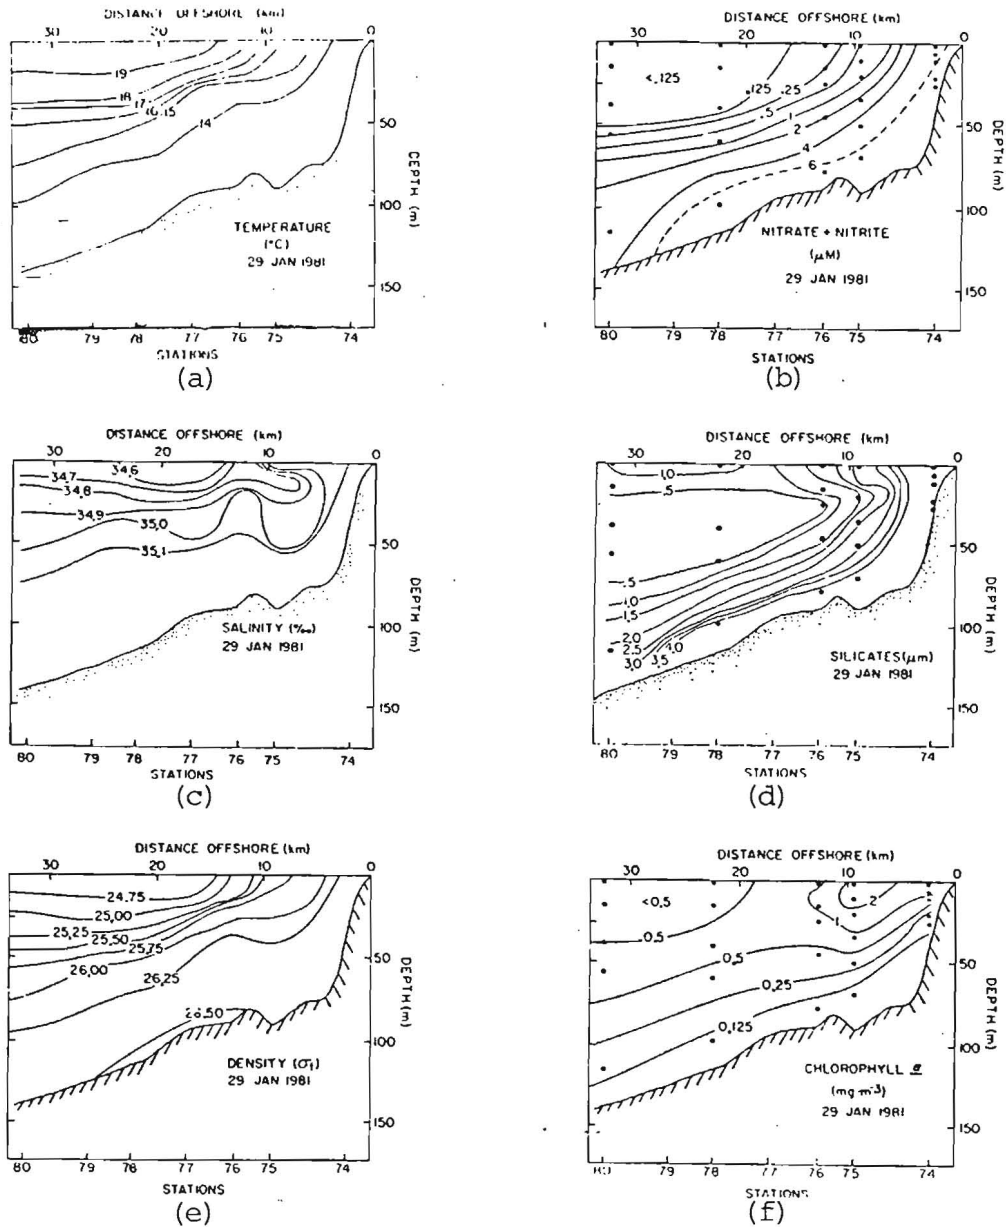 DISTANCE OFFSHORE (km)
30 20 10 0
19
18
17
16 15
14
50
100
150
DEPTH (m)
TEMPERATURE
(°C)
29 JAN 1981
80 79 78 77 76 75 74
STATIONS
(a)
DISTANCE OFFSHORE (km)
30 20 10 0
<.125
.125
.25
.5
1
2
4
6
50
100
150
DEPTH (m)
NITRATE + NITRITE
(μM)
29 JAN 1981
80 79 78 77 76 75 74
STATIONS
(b)
DISTANCE OFFSHORE (km)
30 20 10 0
34.6
34.7
34.8
34.9
35.0
35.1
50
100
150
DEPTH (m)
SALINITY (‰)
29 JAN 1981
80 79 78 77 76 75 74
STATIONS
(c)
DISTANCE OFFSHORE (km)
30 20 10 0
1.0
.5
.5
1.0
1.5
2.0
2.5
3.0
3.5
4.0
50
100
150
DEPTH (m)
SILICATES (μm)
29 JAN 1981
80 79 78 77 76 75 74
STATIONS
(d)
DISTANCE OFFSHORE (km)
30 20 10 0
24.75
25.00
25.25
25.50
25.75
26.00
26.25
26.50
50
100
150
DEPTH (m)
DENSITY (σt)
29 JAN 1981
80 79 78 77 76 75 74
STATIONS
(e)
DISTANCE OFFSHORE (km)
30 20 10 0
<0.5
0.5
2
1
0.5
0.25
0.125
50
100
150
DEPTH (m)
CHLOROPHYLL a
(mg m-3)
29 JAN 1981
80 79 78 77 76 75 74
STATIONS
(f)